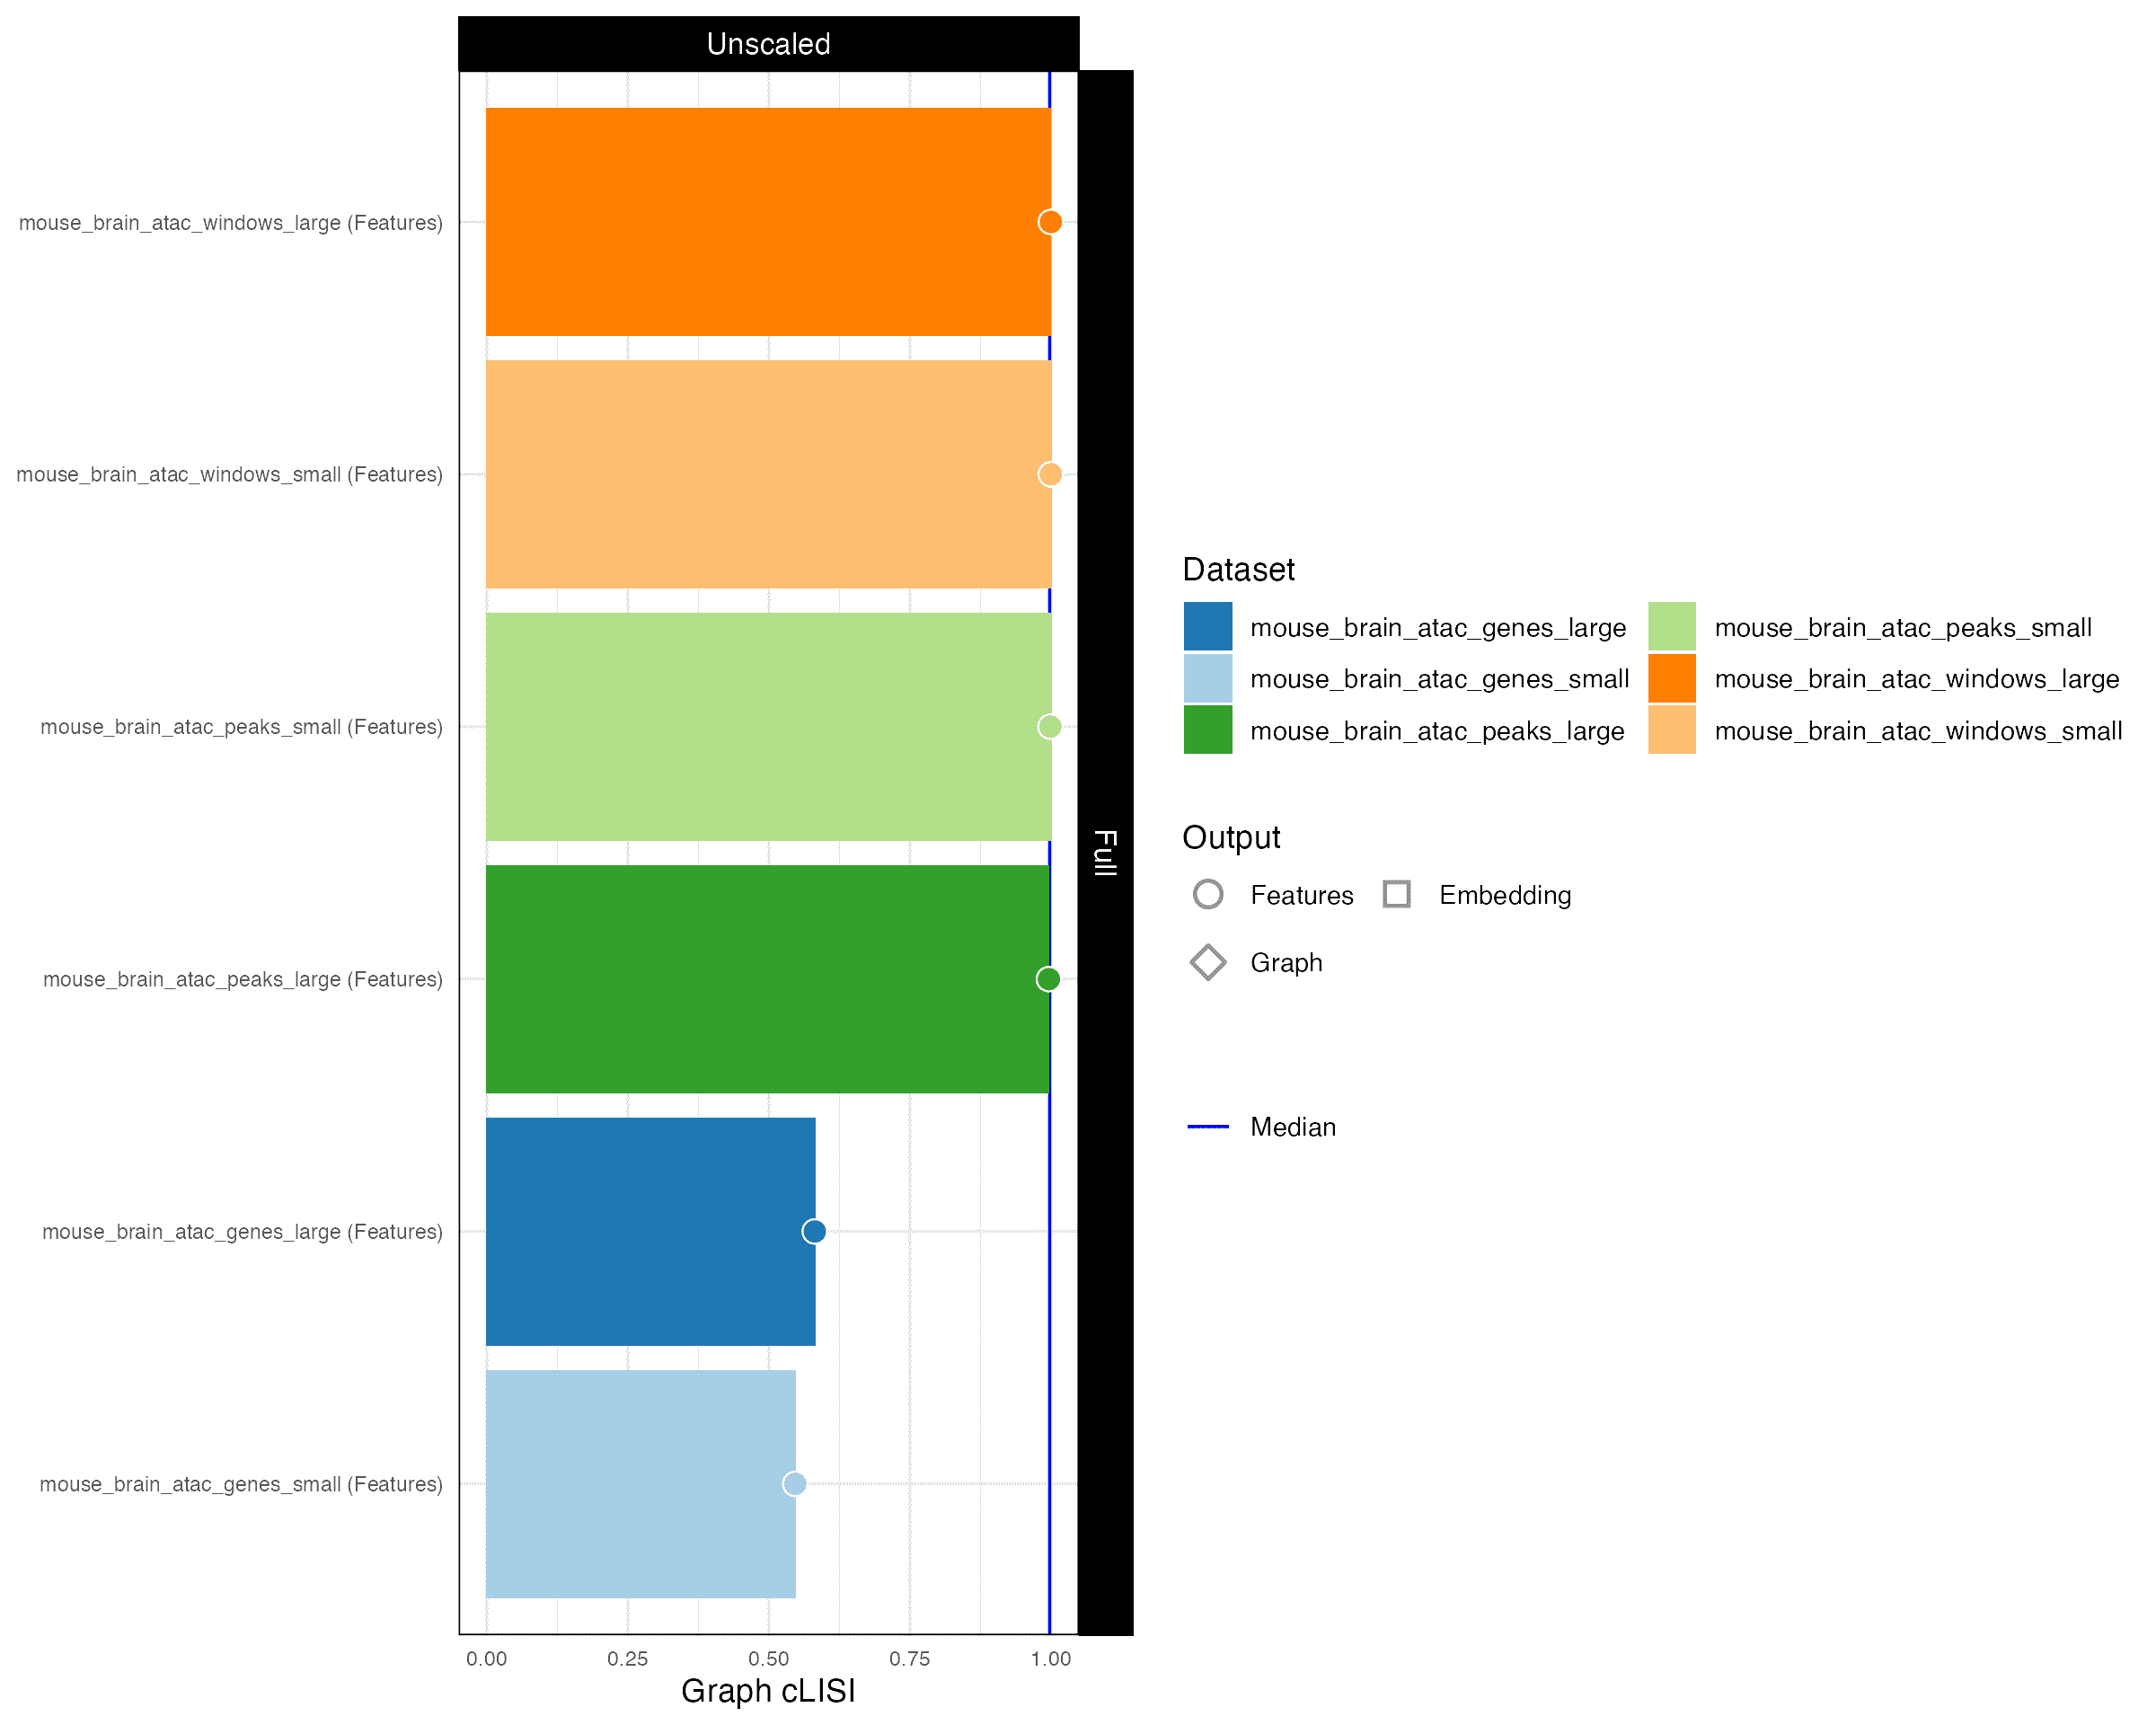 Unscaled
mouse_brain_atac_windows_large (Features)
mouse_brain_atac_windows_small (Features)
mouse_brain_atac_peaks_small (Features)
mouse_brain_atac_peaks_large (Features)
mouse_brain_atac_genes_large (Features)
mouse_brain_atac_genes_small (Features)
Full
0.00 0.25 0.50 0.75 1.00
Graph cLISI
Dataset
mouse_brain_atac_genes_large mouse_brain_atac_peaks_small
mouse_brain_atac_genes_small mouse_brain_atac_windows_large
mouse_brain_atac_peaks_large mouse_brain_atac_windows_small
Output
Features Embedding
Graph
Median